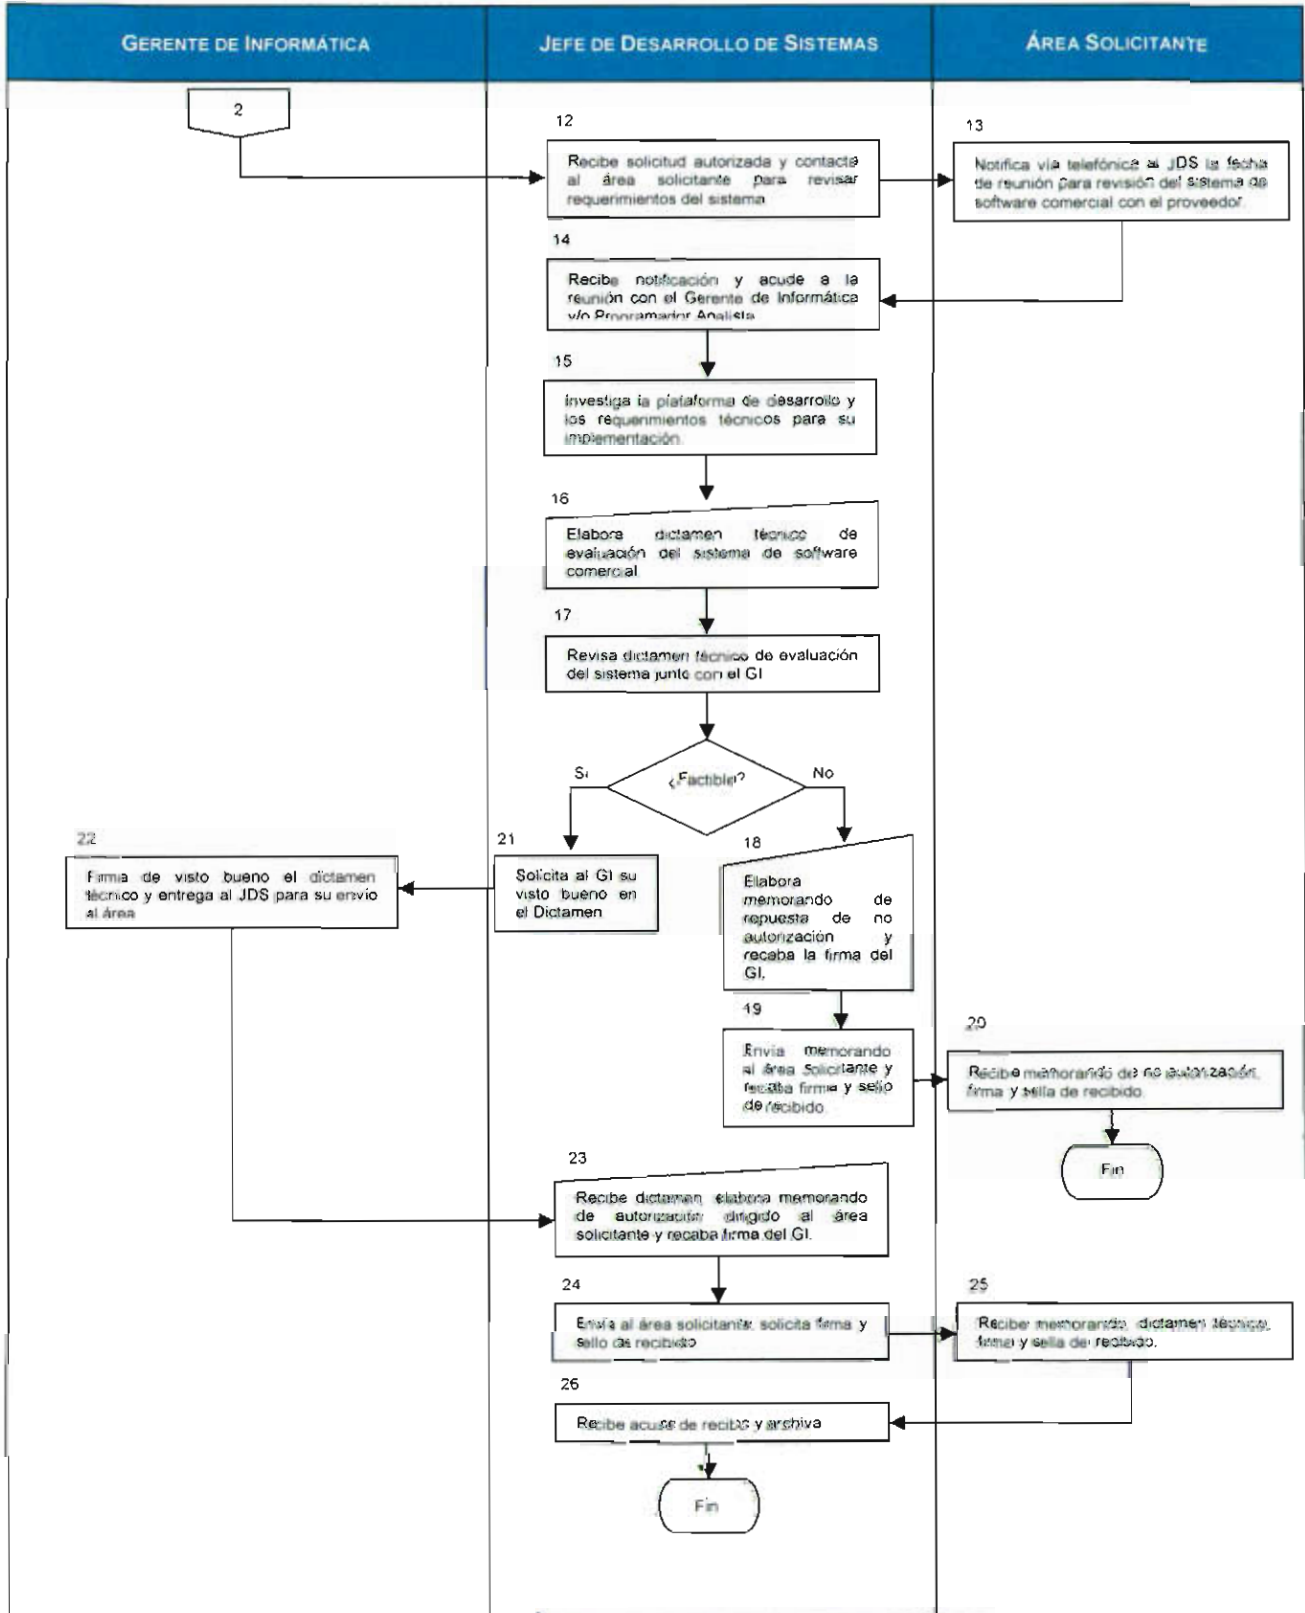 GERENTE DE INFORMÁTICA
JEFE DE DESARROLLO DE SISTEMAS
ÁREA SOLICITANTE
2
12
Recibe solicitud autorizada y contacta
al área solicitante para revisar
requerimientos del sistema
13
Notifica vía telefónica al JDS la fecha
de reunión para revisión del sistema de
software comercial con el proveedor.
14
Recibe notificación y acude a la
reunión con el Gerente de Informática
y/o Programador Analista
15
Investiga la plataforma de desarrollo y
los requerimientos técnicos para su
implementación.
16
Elabora dictamen técnico de
evaluación del sistema de software
comercial
17
Revisa dictamen técnico de evaluación
del sistema junto con el GI
¿Factible?
Si
No
22
Firma de visto bueno el dictamen
técnico y entrega al JDS para su envío
al área
21
Solicita al GI su
visto bueno en
el Dictamen
18
Elabora
memorando de
repuesta de no
autorización y
recaba la firma del
GI.
19
Envía memorando
al área Solicitante y
recaba firma y sello
de recibido.
20
Recibe memorando de no autorización,
firma y sella de recibido.
Fin
23
Recibe dictamen, elabora memorando
de autorización dirigido al área
solicitante y recaba firma del GI.
24
Envía al área solicitante, solicita firma y
sello de recibido
25
Recibe memorando, dictamen técnico,
firma y sella de recibido.
26
Recibe acuse de recibo y archiva
Fin